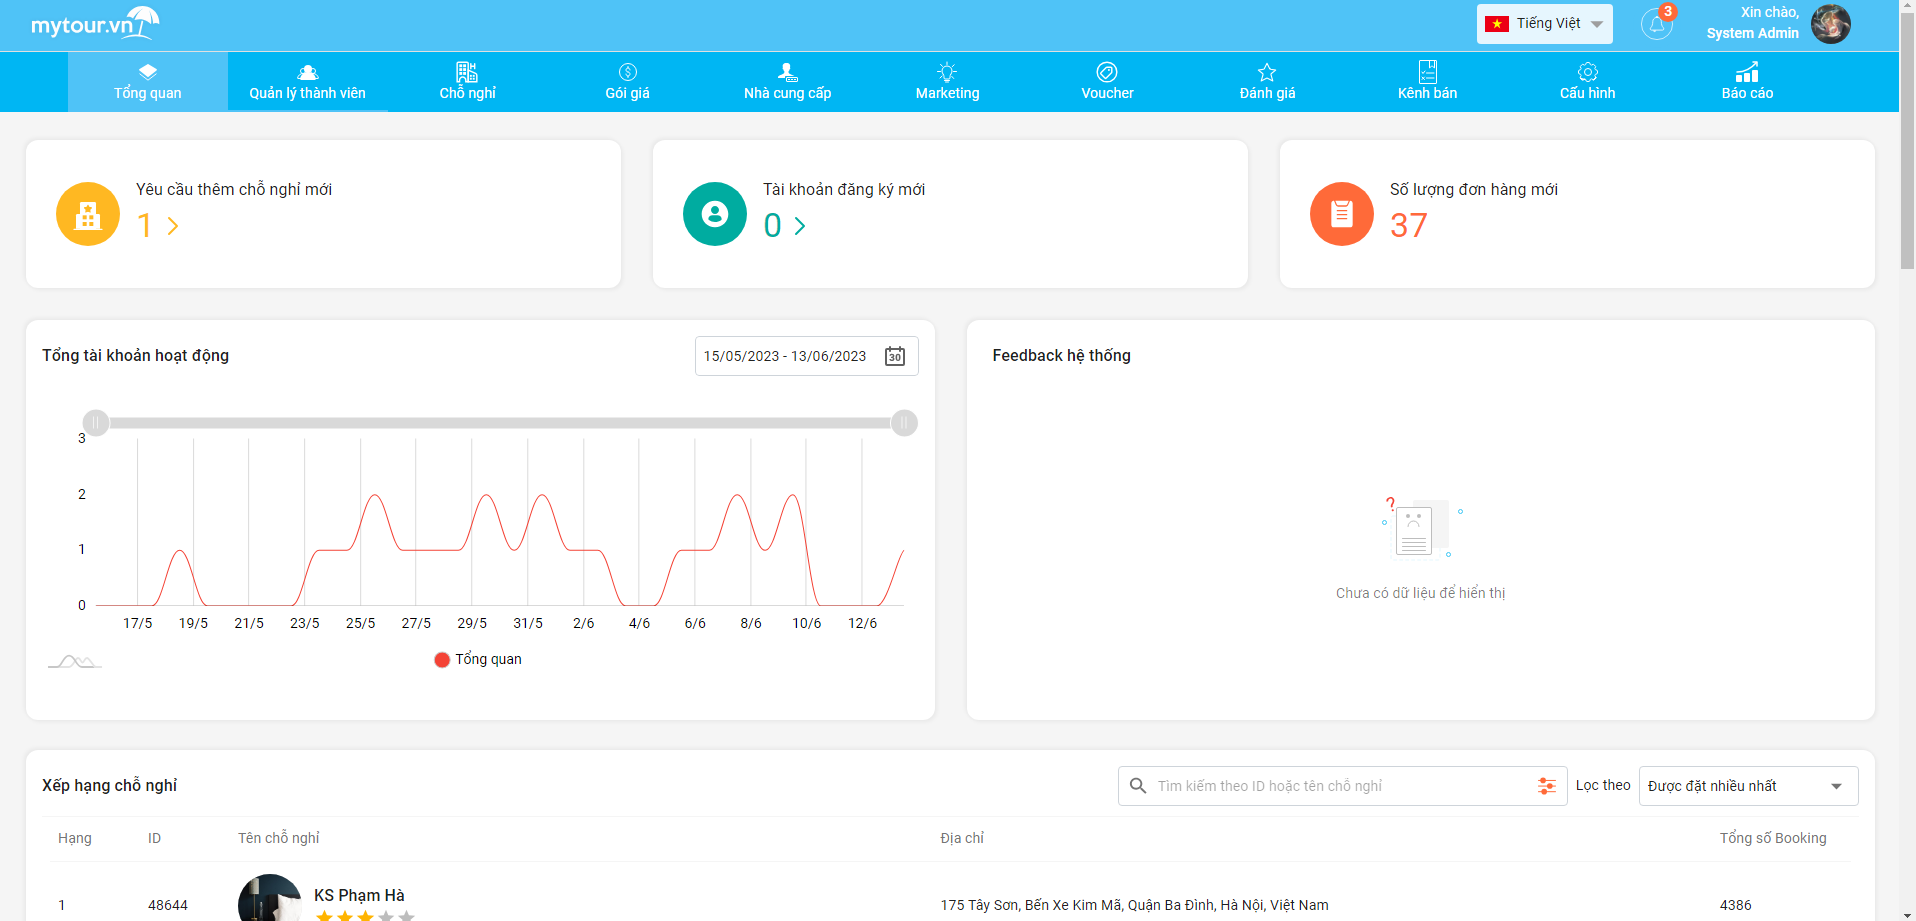 mytour.vn
Tiếng Việt
3
Xin chào,
System Admin
Tổng quan
Quản lý thành viên
Chỗ nghỉ
Gói giá
Nhà cung cấp
Marketing
Voucher
Đánh giá
Kênh bán
Cấu hình
Báo cáo
Yêu cầu thêm chỗ nghỉ mới
1
Tài khoản đăng ký mới
0
Số lượng đơn hàng mới
37
Tổng tài khoản hoạt động
15/05/2023 - 13/06/2023
30
3
2
1
0
17/5 19/5 21/5 23/5 25/5 27/5 29/5 31/5 2/6 4/6 6/6 8/6 10/6 12/6
Tổng quan
Feedback hệ thống
?
Chưa có dữ liệu để hiển thị
Xếp hạng chỗ nghỉ
Tìm kiếm theo ID hoặc tên chỗ nghỉ
Lọc theo
Được đặt nhiều nhất
Hạng ID Tên chỗ nghỉ Địa chỉ Tổng số Booking
1 48644 KS Phạm Hà 175 Tây Sơn, Bến Xe Kim Mã, Quận Ba Đình, Hà Nội, Việt Nam 4386